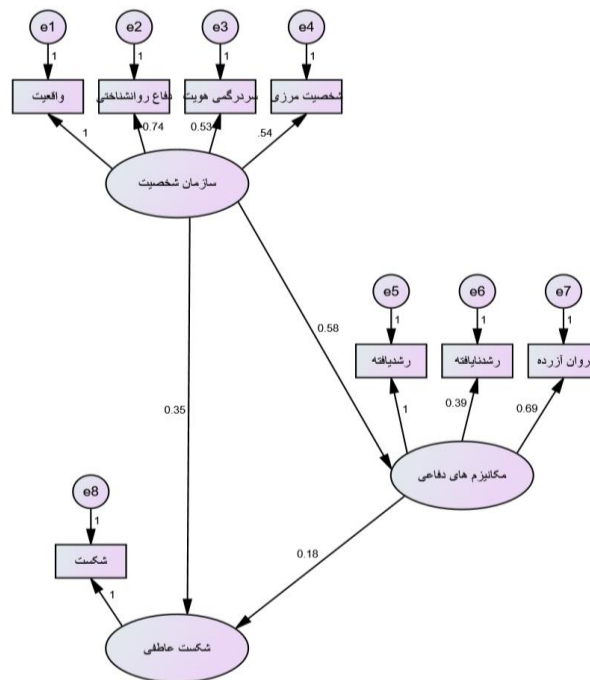 e1 e2 e3 e4
1 1 1 1
واقعیت دفاع روانشناختی سردرگمی هویت شخصیت مرزی
1 0.74 0.53 .54
سازمان شخصیت
e5 e6 e7
0.58
1 1 1
رشدیافته رشدنایافته روان آزرده
0.35
1 0.39 0.69
مکانیزم های دفاعی
e8
1
0.18
شکست
1
شکست عاطفی